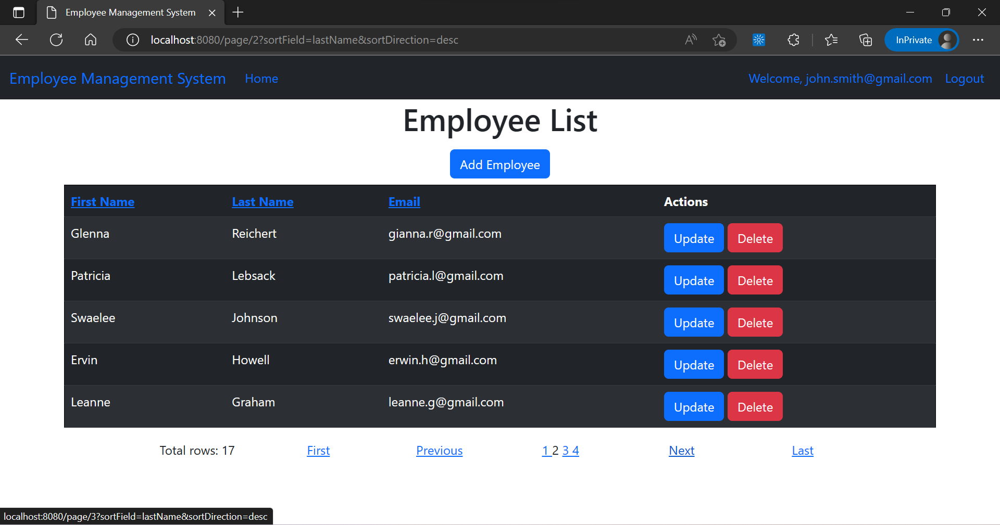 Employee Management System
localhost:8080/page/2?sortField=lastName&sortDirection=desc
InPrivate
Employee Management System Home Welcome, john.smith@gmail.com Logout
Employee List
Add Employee
First Name Last Name Email Actions
Glenna Reichert gianna.r@gmail.com Update Delete
Patricia Lebsack patricia.l@gmail.com Update Delete
Swaelee Johnson swaelee.j@gmail.com Update Delete
Ervin Howell erwin.h@gmail.com Update Delete
Leanne Graham leanne.g@gmail.com Update Delete
Total rows: 17 First Previous 1 2 3 4 Next Last
localhost:8080/page/3?sortField=lastName&sortDirection=desc